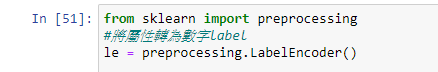 In [51]: from sklearn import preprocessing
#將屬性轉為數字label
le = preprocessing.LabelEncoder()